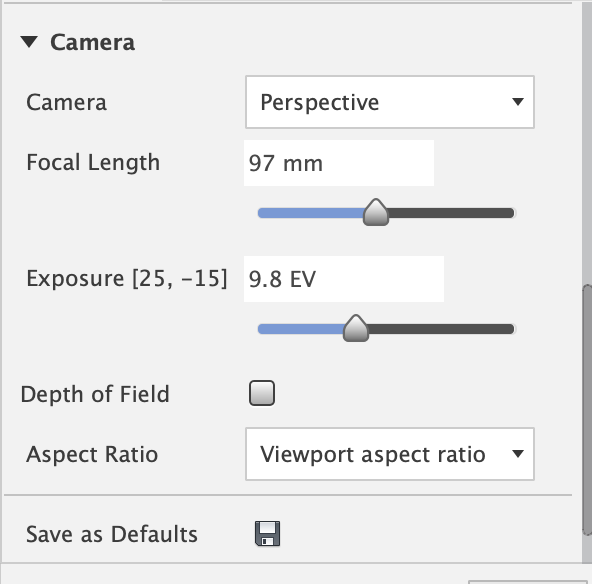 Camera
Camera Perspective
Focal Length 97 mm
Exposure [25, -15] 9.8 EV
Depth of Field
Aspect Ratio Viewport aspect ratio
Save as Defaults